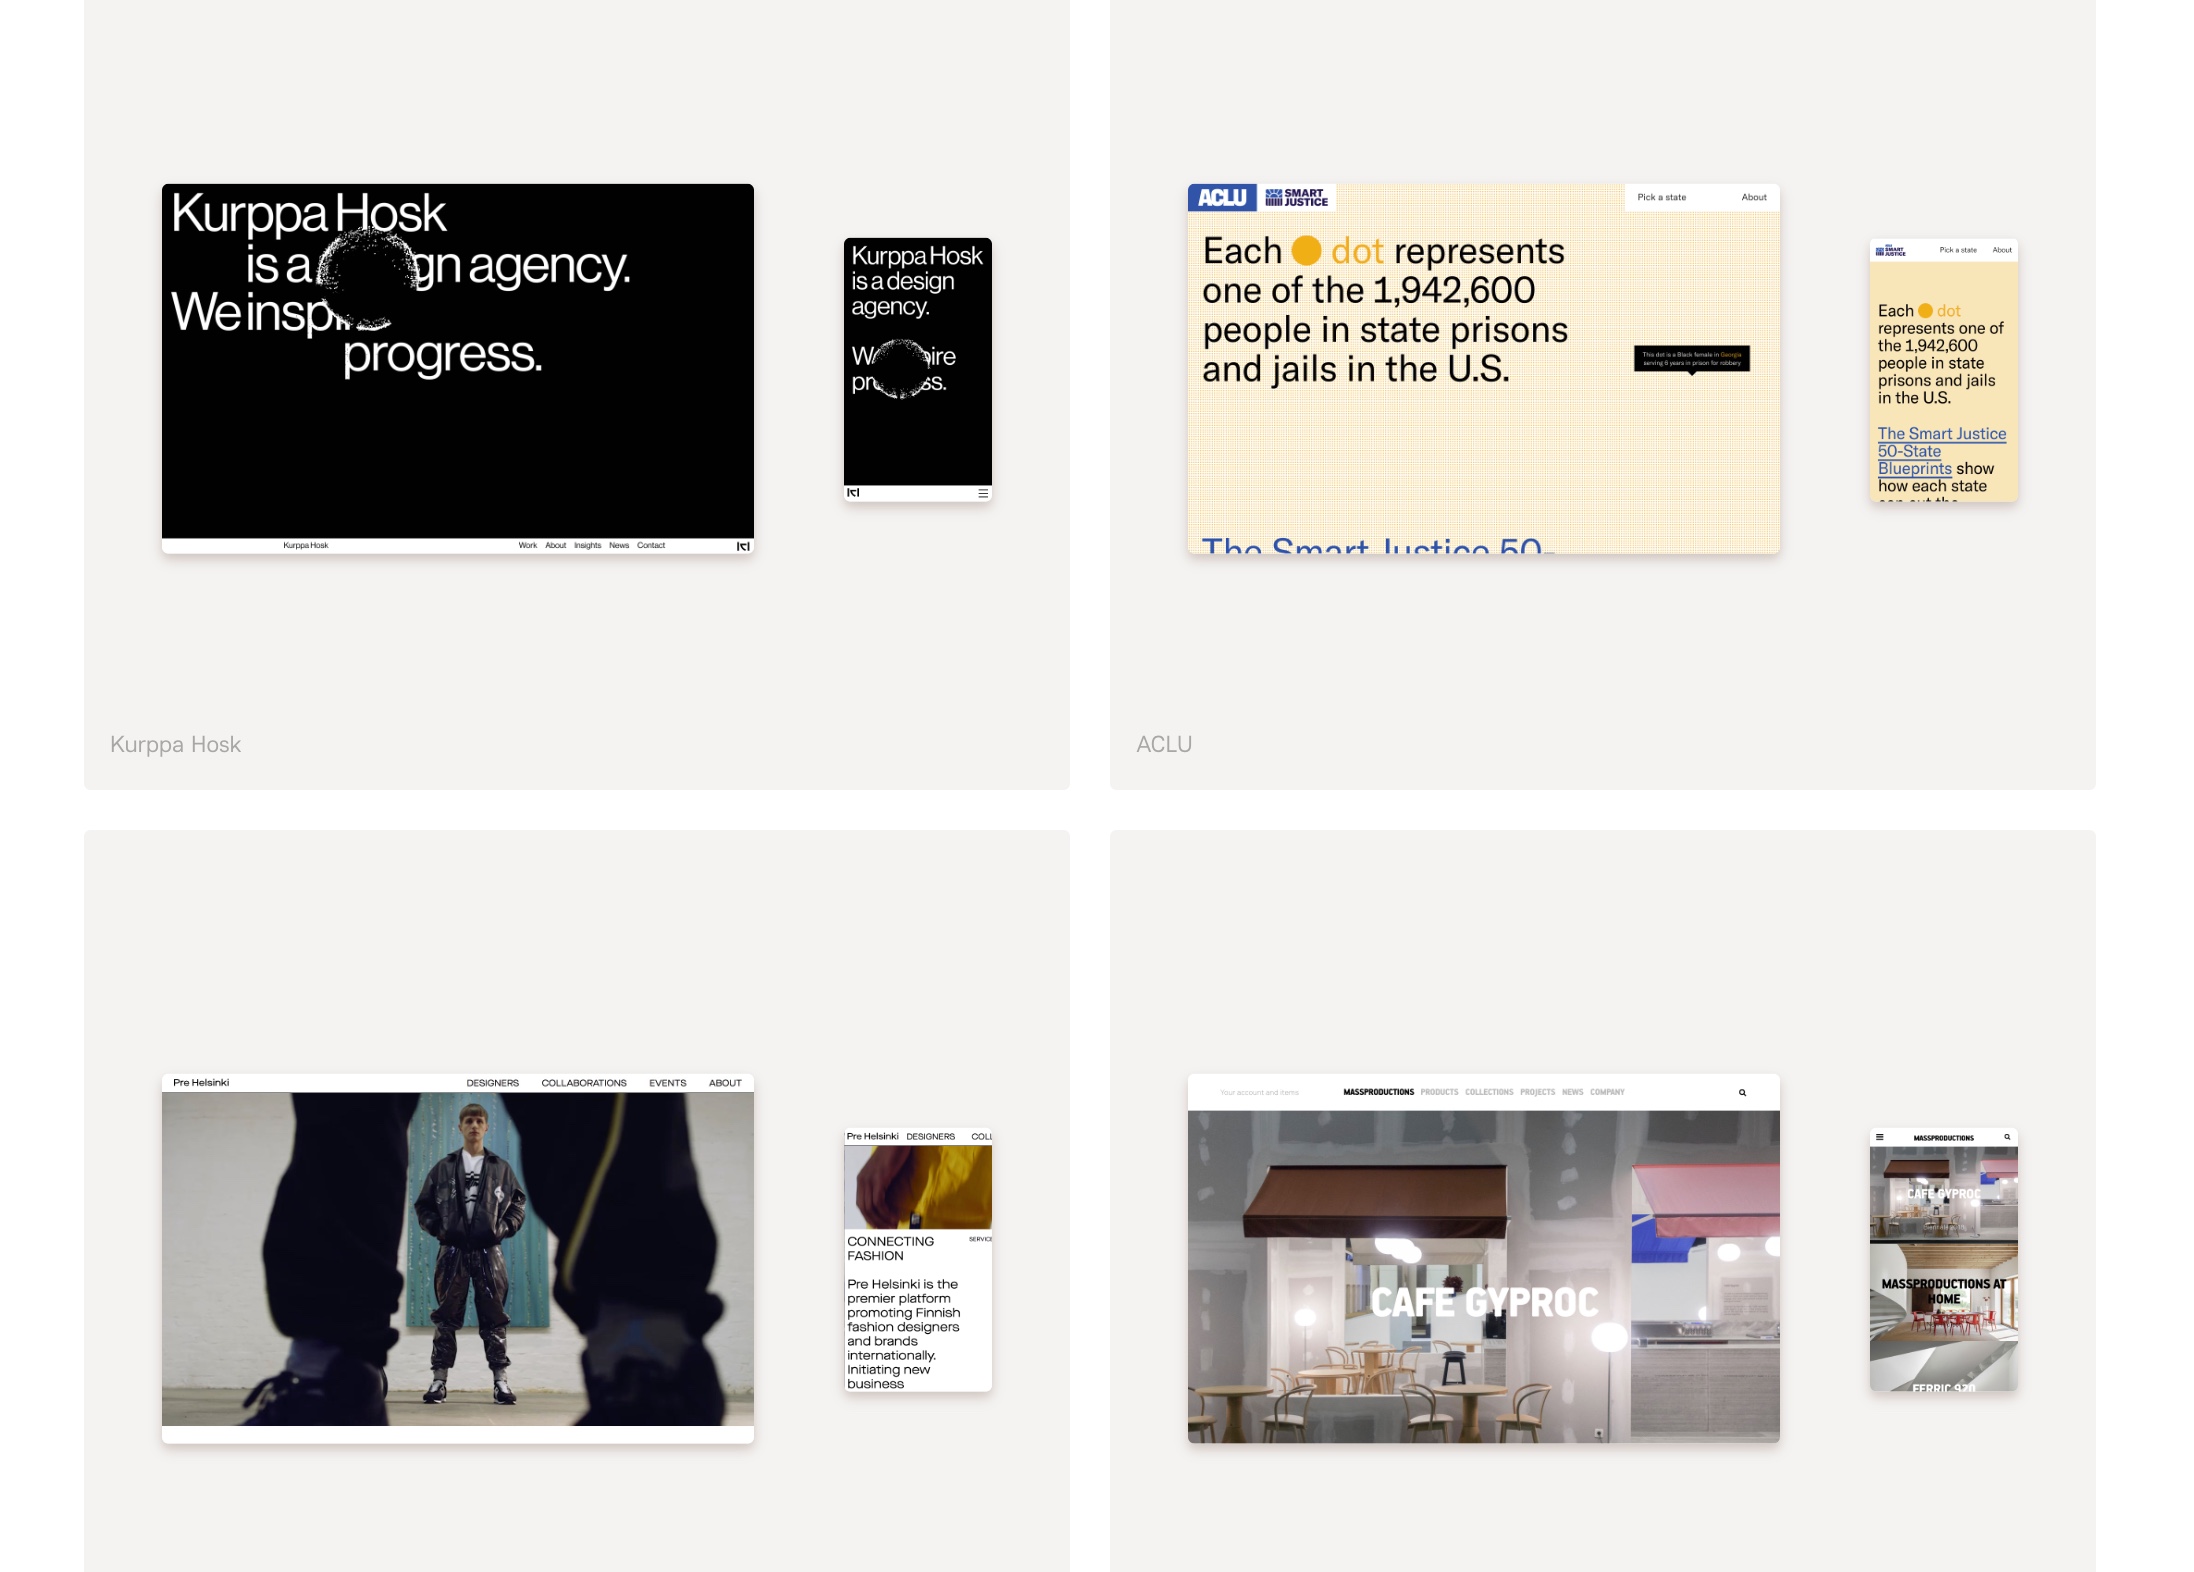 Kurppa Hosk
is a gn agency.
We inspi
progress.
Kurppa Hosk
Work About Insights News Contact
Kurppa Hosk
is a design
agency.
W ire
pr ss.
Kurppa Hosk
ACLU SMART
JUSTICE
Pick a state About
Each dot represents
one of the 1,942,600
people in state prisons
and jails in the U.S.
This dot is a Black female in Georgia
serving 6 years in prison for robbery
The Smart Justice 50-
SMART
JUSTICE
Pick a state About
Each dot
represents one of
the 1,942,600
people in state
prisons and jails
in the U.S.
The Smart Justice
50-State
Blueprints show
how each state
can cut the
ACLU
Pre Helsinki DESIGNERS COLLABORATIONS EVENTS ABOUT
Pre Helsinki DESIGNERS COLL
CONNECTING
FASHION
SERVICE
Pre Helsinki is the
premier platform
promoting Finnish
fashion designers
and brands
internationally.
Initiating new
business
Your account and items MASSPRODUCTIONS PRODUCTS COLLECTIONS PROJECTS NEWS COMPANY
CAFE GYPROC
MASSPRODUCTIONS
CAFE GYPROC
MASSPRODUCTIONS AT
HOME
FERRIC 920